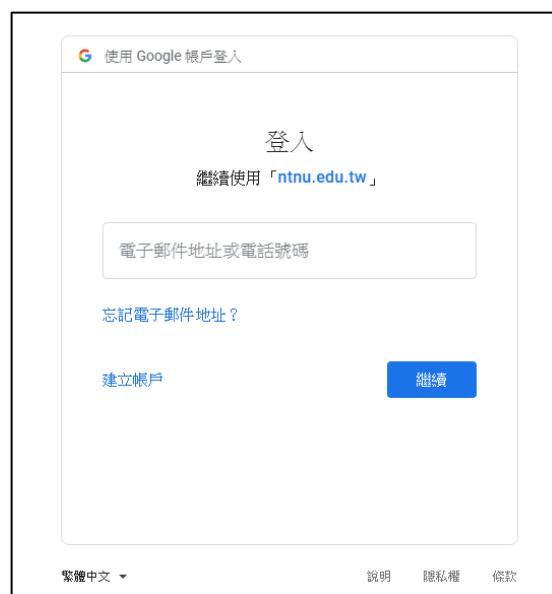 使用 Google 帳戶登入
登入
繼續使用「ntnu.edu.tw」
電子郵件地址或電話號碼
忘記電子郵件地址？
建立帳戶 繼續
繁體中文 說明 隱私權 條款